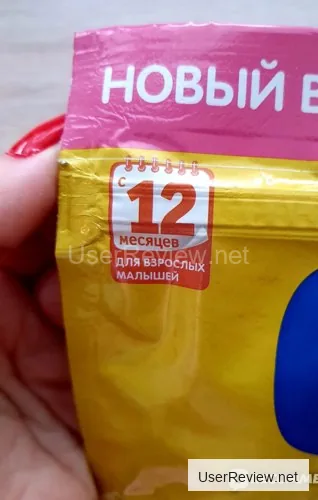 НОВЫЙ
с
12
месяцев
ДЛЯ ВЗРОСЛЫХ
МАЛЫШЕЙ
UserReview.net
UserReview.net